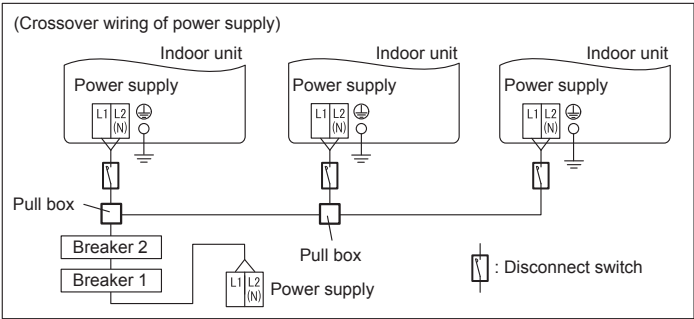 (Crossover wiring of power supply)
Indoor unit
Indoor unit
Indoor unit
Power supply
Power supply
Power supply
L1 L2 (N)
L1 L2 (N)
L1 L2 (N)
Pull box
Breaker 2
Breaker 1
Pull box
L1 L2 (N)
Power supply
: Disconnect switch